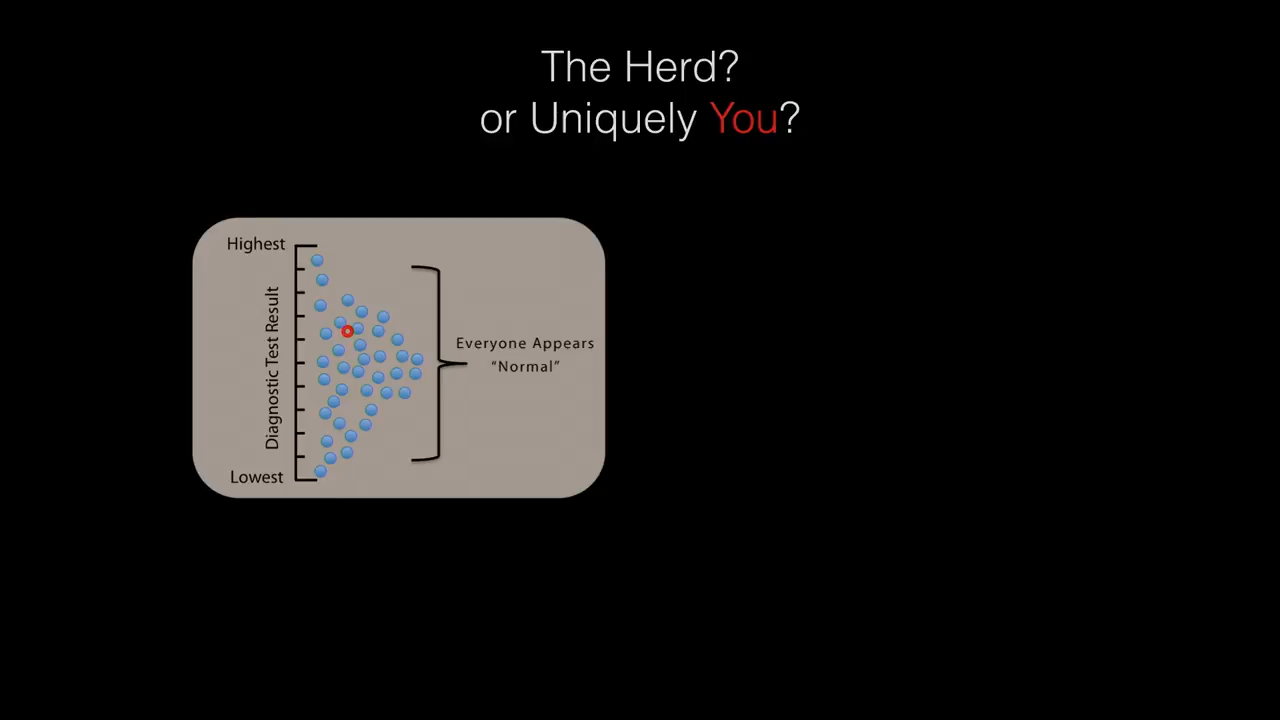 The Herd?
or Uniquely You?
Highest
Diagnostic Test Result
Everyone Appears
“Normal”
Lowest